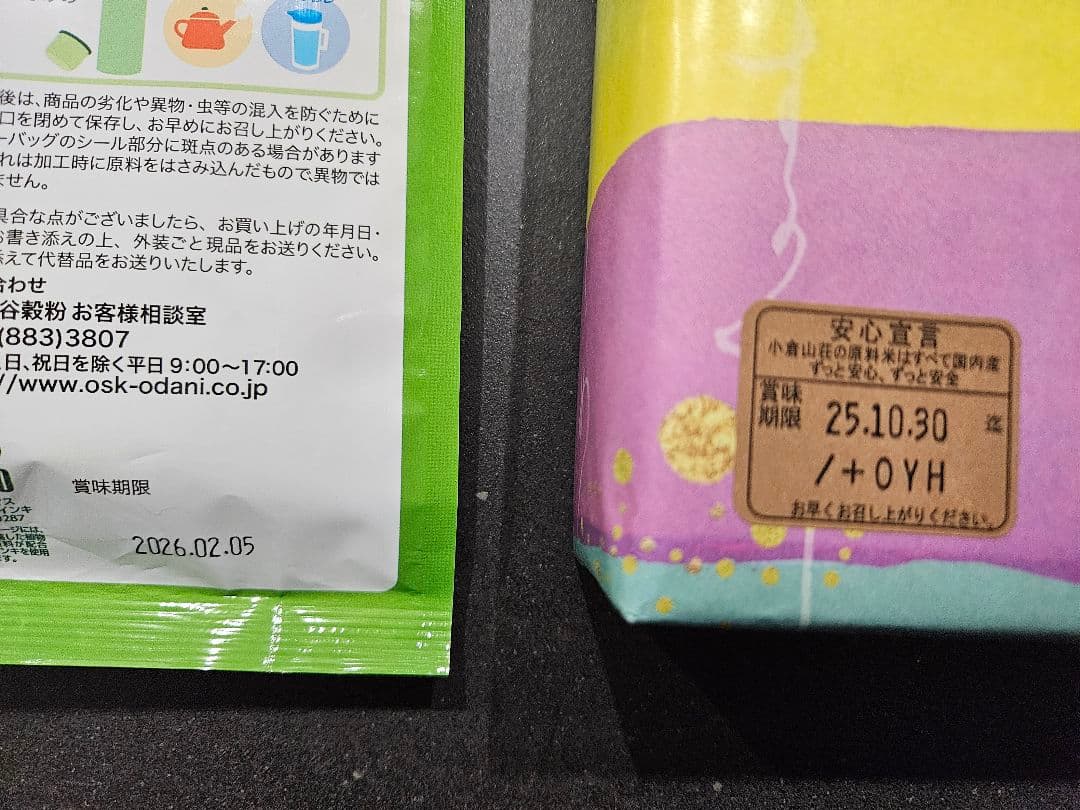 後は、商品の劣化や異物・虫等の混入を防ぐために
口を閉めて保存し、お早めにお召し上がりください。
ーバッグのシール部分に斑点のある場合があります
れは加工時に原料をはさみ込んだもので、異物では
ません。
具合な点がございましたら、お買い上げの年月日・
お書き添えの上、外装ごと現品をお送りください。
添えて代替品をお送りいたします。
合わせ
谷穀粉 お客様相談室
(883)3807
日、祝日を除く平日 9:00〜17:00
//www.osk-odani.co.jp
賞味期限
インキ
2026.02.05
安心宣言
小倉山荘の原料米はすべて国内産
ずっと安心、ずっと安全
賞味期限 25.10.30 迄
/+OYH
お早くお召し上がりください。